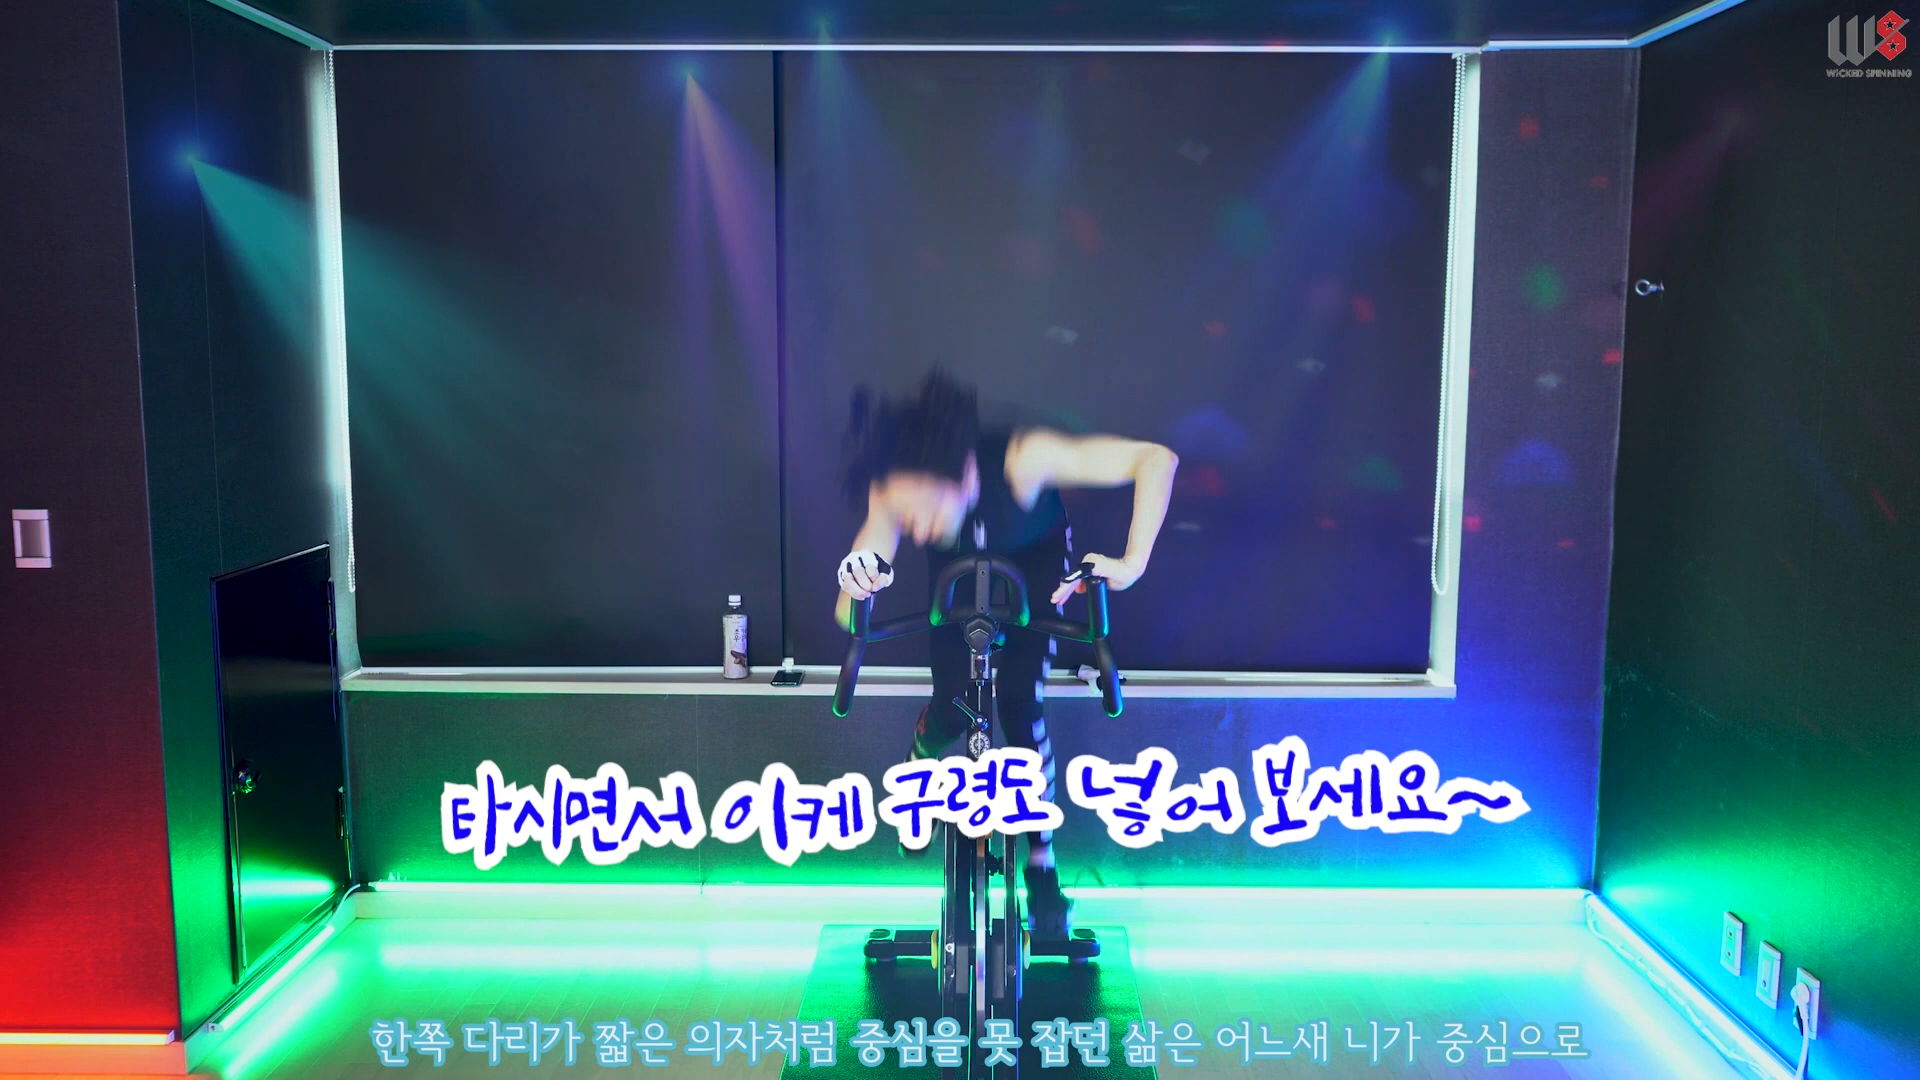 WS
WICKED SPINNING
타시면서 이케 구령도 넣어 보세요~
한쪽 다리가 짧은 의자처럼 중심을 못 잡던 삶은 어느새 니가 중심으로